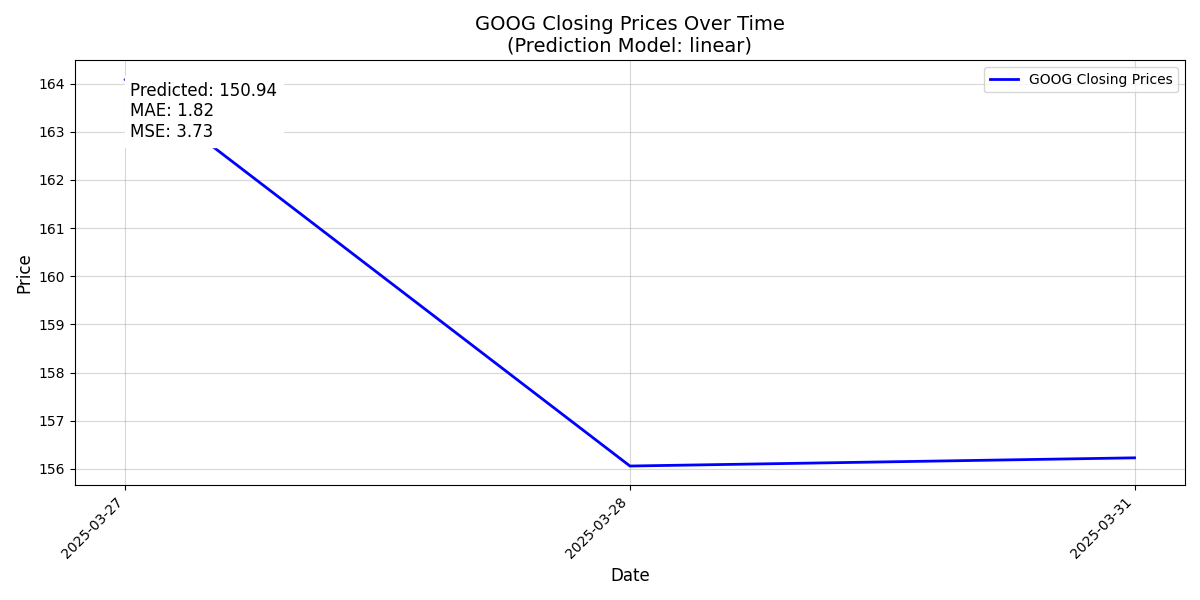 GOOG Closing Prices Over Time
(Prediction Model: linear)
GOOG Closing Prices
Predicted: 150.94
MAE: 1.82
MSE: 3.73
Price
164
163
162
161
160
159
158
157
156
2025-03-27
2025-03-28
2025-03-31
Date